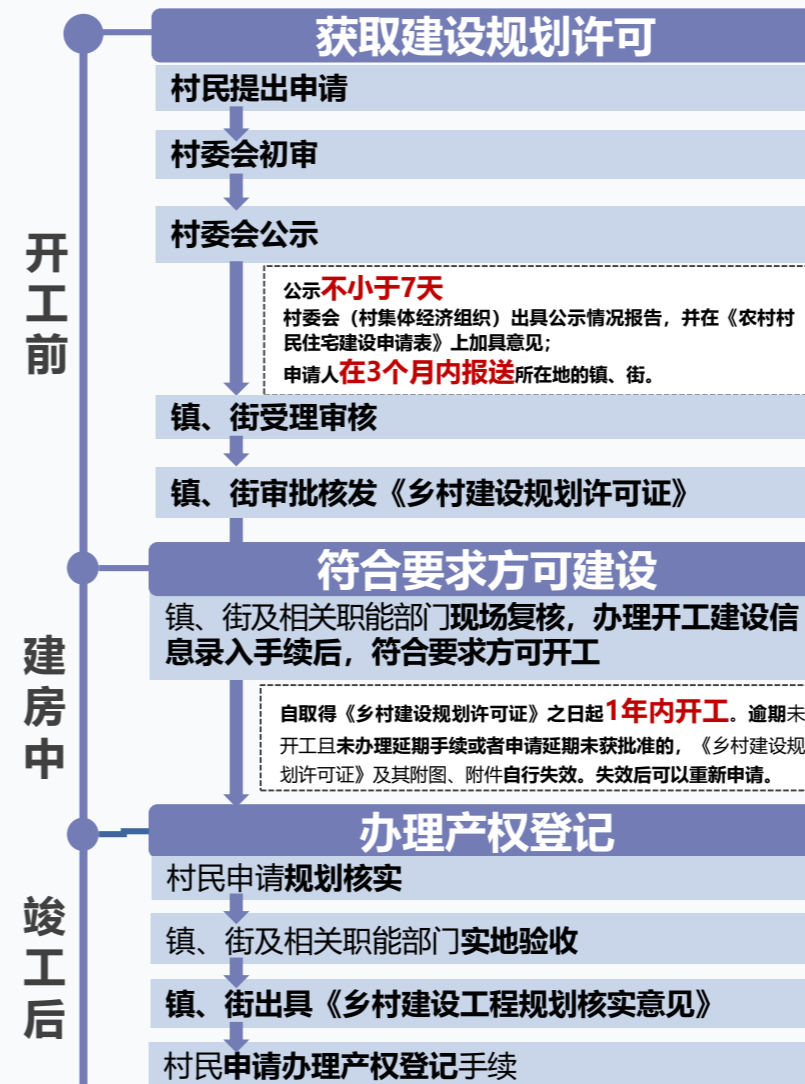 获取建设规划许可
村民提出申请
村委会初审
村委会公示
开工前
公示不小于7天
村委会（村集体经济组织）出具公示情况报告，并在《农村村
民住宅建设申请表》上加具意见；
申请人在3个月内报送所在地的镇、街。
镇、街受理审核
镇、街审批核发《乡村建设规划许可证》
符合要求方可建设
镇、街及相关职能部门现场复核，办理开工建设信
息录入手续后，符合要求方可开工
建房中
自取得《乡村建设规划许可证》之日起1年内开工。逾期未
开工且未办理延期手续或者申请延期未获批准的，《乡村建设规
划许可证》及其附图、附件自行失效。失效后可以重新申请。
办理产权登记
村民申请规划核实
竣工后
镇、街及相关职能部门实地验收
镇、街出具《乡村建设工程规划核实意见》
村民申请办理产权登记手续